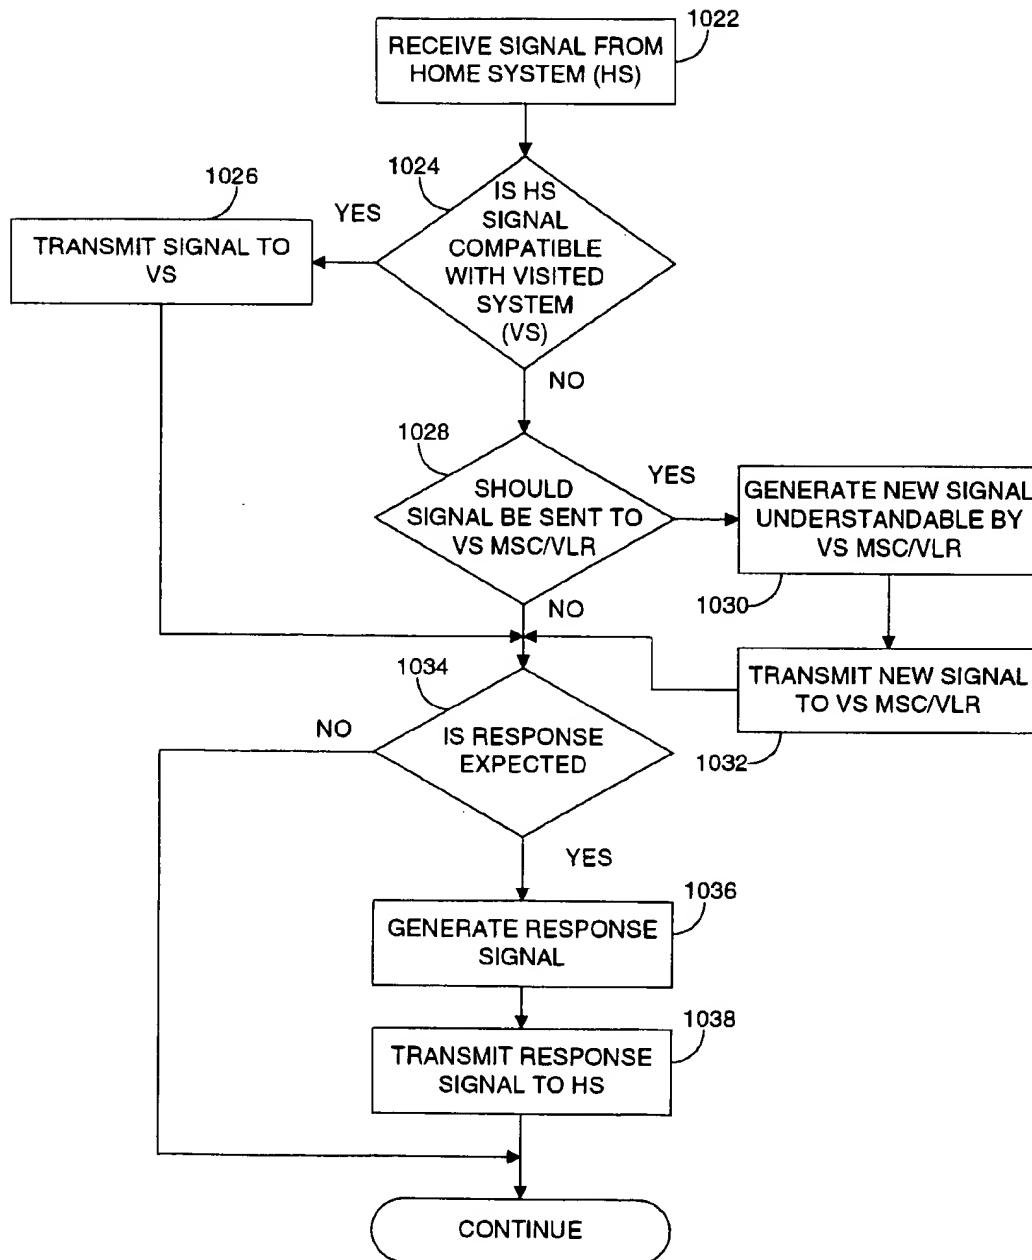 1022
RECEIVE SIGNAL FROM
HOME SYSTEM (HS)
1024
IS HS
SIGNAL
COMPATIBLE
WITH VISITED
SYSTEM
(VS)
YES
1026
TRANSMIT SIGNAL TO
VS
NO
1028
SHOULD
SIGNAL BE SENT TO
VS MSC/VLR
YES
GENERATE NEW SIGNAL
UNDERSTANDABLE BY
VS MSC/VLR
1030
NO
TRANSMIT NEW SIGNAL
TO VS MSC/VLR
1032
1034
IS RESPONSE
EXPECTED
NO
YES
1036
GENERATE RESPONSE
SIGNAL
1038
TRANSMIT RESPONSE
SIGNAL TO HS
CONTINUE